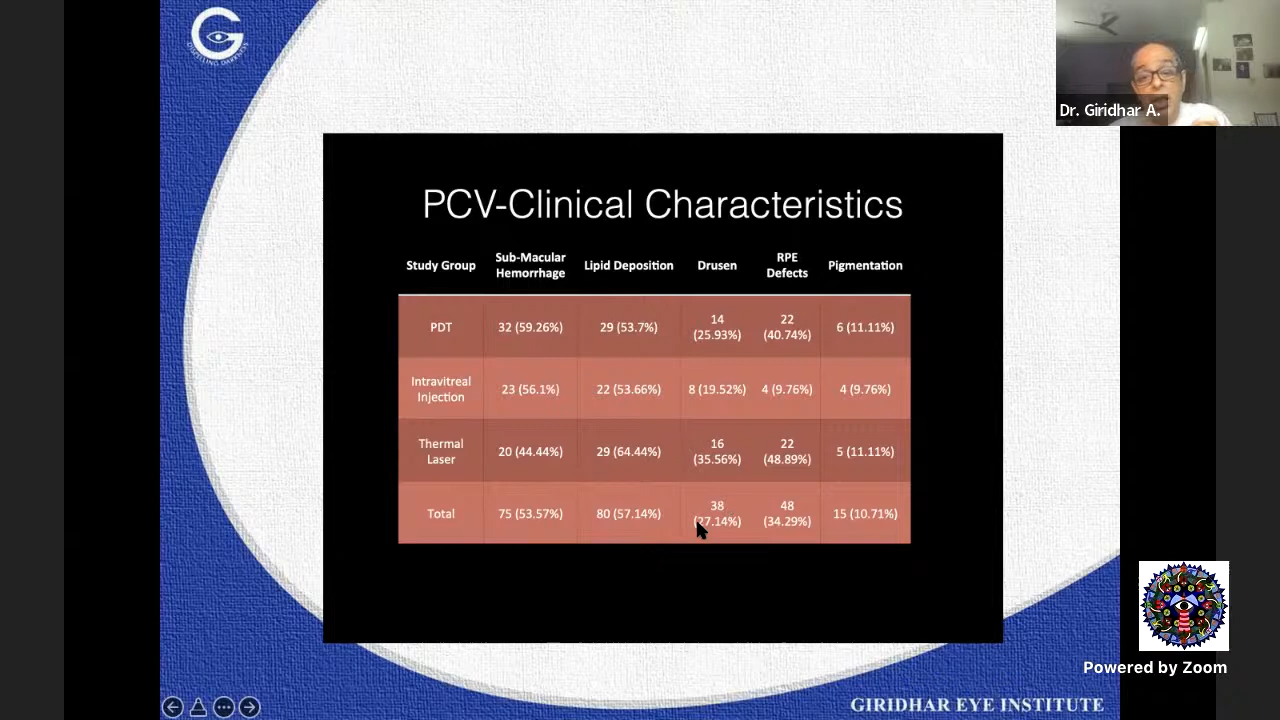 Dr. Giridhar A.
PCV-Clinical Characteristics
Study Group
Sub-Macular
Hemorrhage
Lipid Deposition
Drusen
RPE
Defects
Pigmentation
PDT
32 (59.26%)
29 (53.7%)
14
(25.93%)
22
(40.74%)
6 (11.11%)
Intravitreal
Injection
23 (56.1%)
22 (53.66%)
8 (19.52%)
4 (9.76%)
4 (9.76%)
Thermal
Laser
20 (44.44%)
29 (64.44%)
16
(35.56%)
22
(48.89%)
5 (11.11%)
Total
75 (53.57%)
80 (57.14%)
38
(27.14%)
48
(34.29%)
15 (10.71%)
Powered by Zoom
GIRIDHAR EYE INSTITUTE